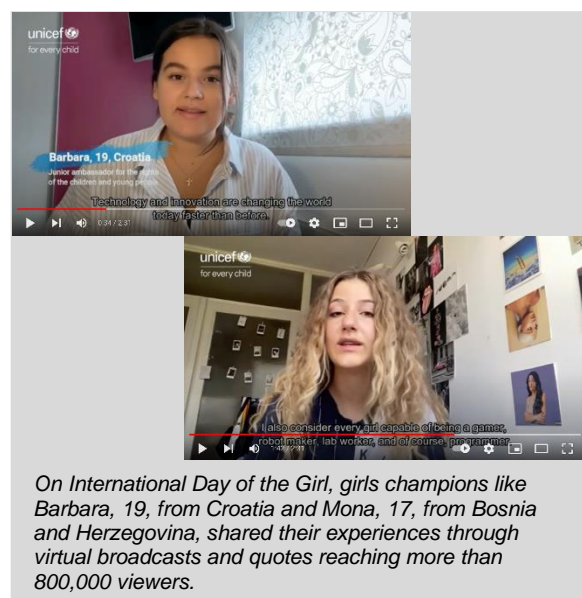 unicef
for every child
Barbara, 19, Croatia
Junior ambassador for the rights
of the children and young people
Technology and innovation are changing the world
today faster than before.
0:34 / 2:31
unicef
for every child
I also consider every girl capable of being a gamer,
robot maker, lab worker, and of course, programmer
/ 2:31
On International Day of the Girl, girls champions like
Barbara, 19, from Croatia and Mona, 17, from Bosnia
and Herzegovina, shared their experiences through
virtual broadcasts and quotes reaching more than
800,000 viewers.